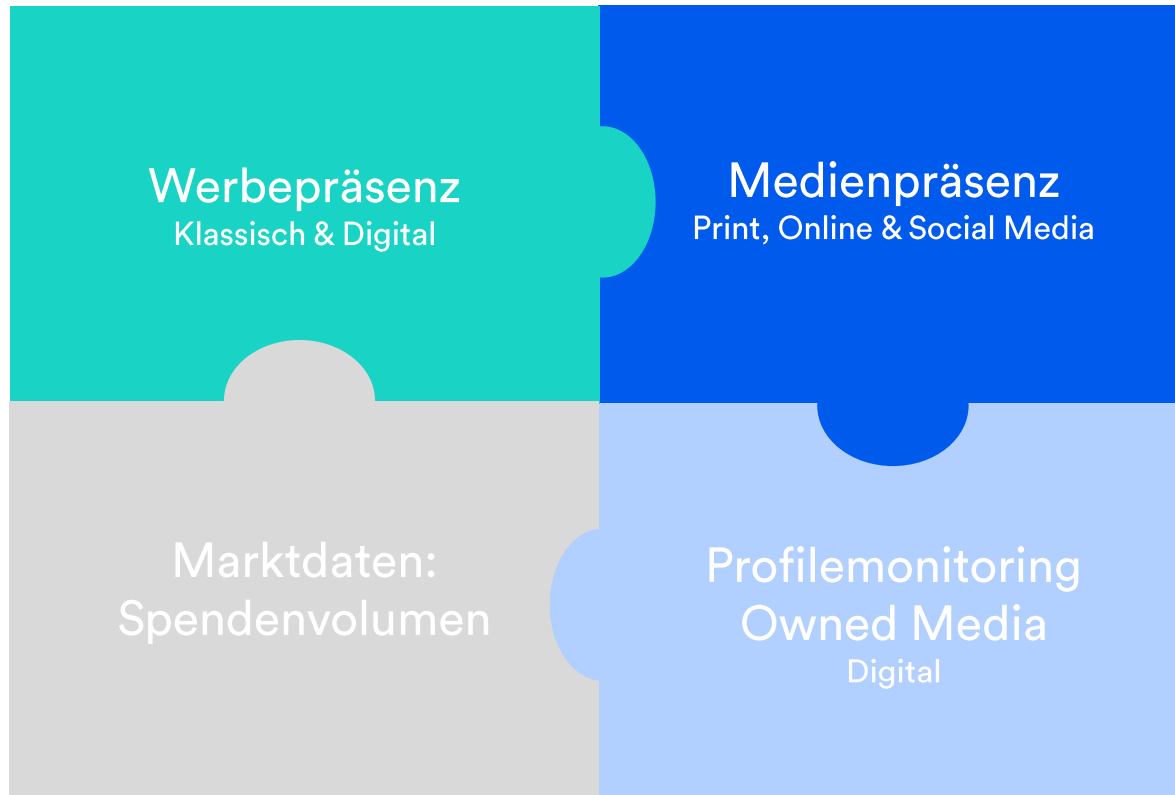 Werbepräsenz
Klassisch & Digital
Medienpräsenz
Print, Online & Social Media
Marktdaten:
Spendenvolumen
Profilemonitoring
Owned Media
Digital